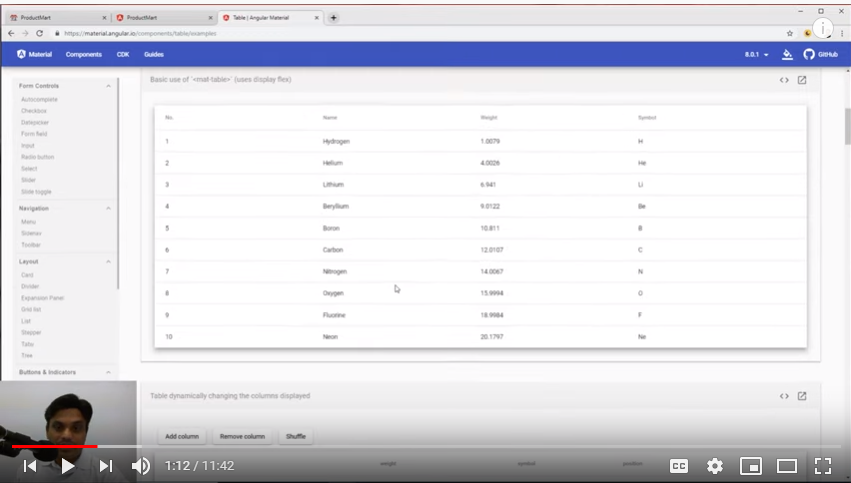 ProductMart
ProductMart
Table | Angular Material
https://material.angular.io/components/table/examples
Material Components CDK Guides 8.0.1 GitHub
Form Controls
Autocomplete
Checkbox
Datepicker
Form field
Input
Radio button
Select
Slider
Slide toggle
Navigation
Menu
Sidenav
Toolbar
Layout
Card
Divider
Expansion Panel
Grid list
List
Stepper
Tabs
Tree
Buttons & Indicators
Basic use of `<mat-table>` (uses display flex)
No. Name Weight Symbol
1 Hydrogen 1.0079 H
2 Helium 4.0026 He
3 Lithium 6.941 Li
4 Beryllium 9.0122 Be
5 Boron 10.811 B
6 Carbon 12.0107 C
7 Nitrogen 14.0067 N
8 Oxygen 15.9994 O
9 Fluorine 18.9984 F
10 Neon 20.1797 Ne
Table dynamically changing the columns displayed
Add column Remove column Shuffle
weight symbol position
1:12 / 11:42
CC